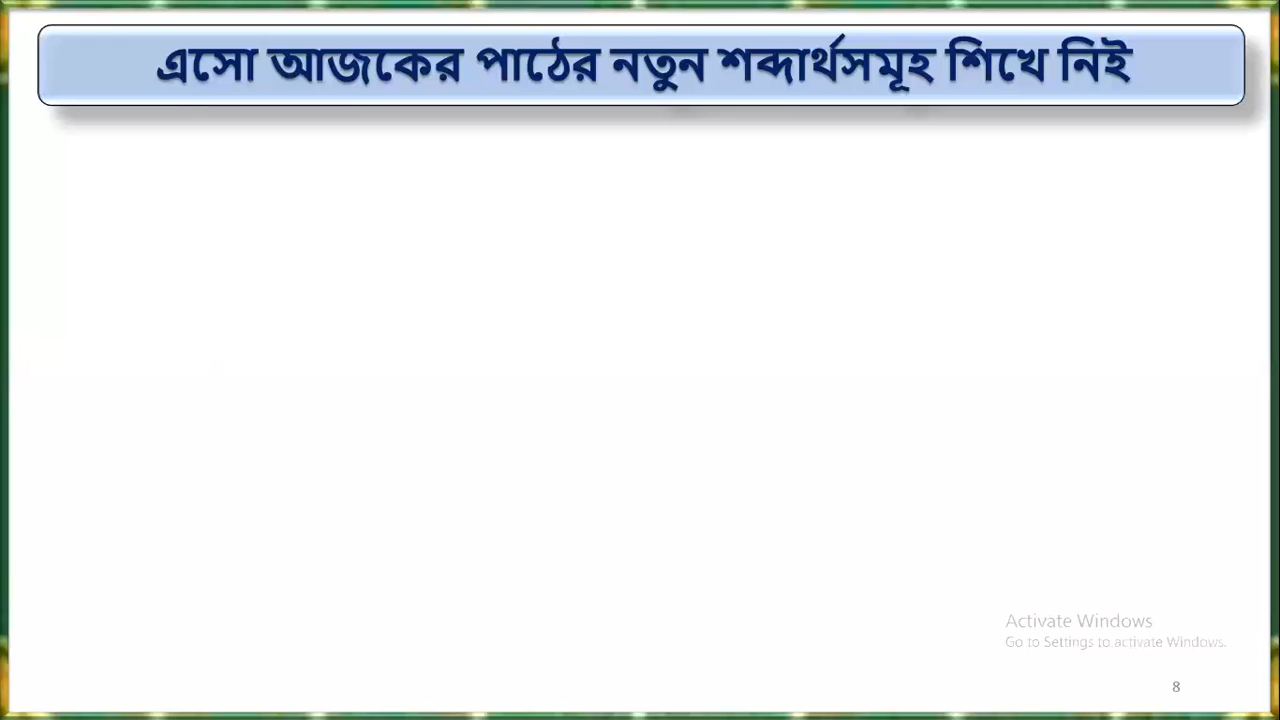 এসো আজকের পাঠের নতুন শব্দার্থসমূহ শিখে নিই
Activate Windows
Go to Settings to activate Windows.
8